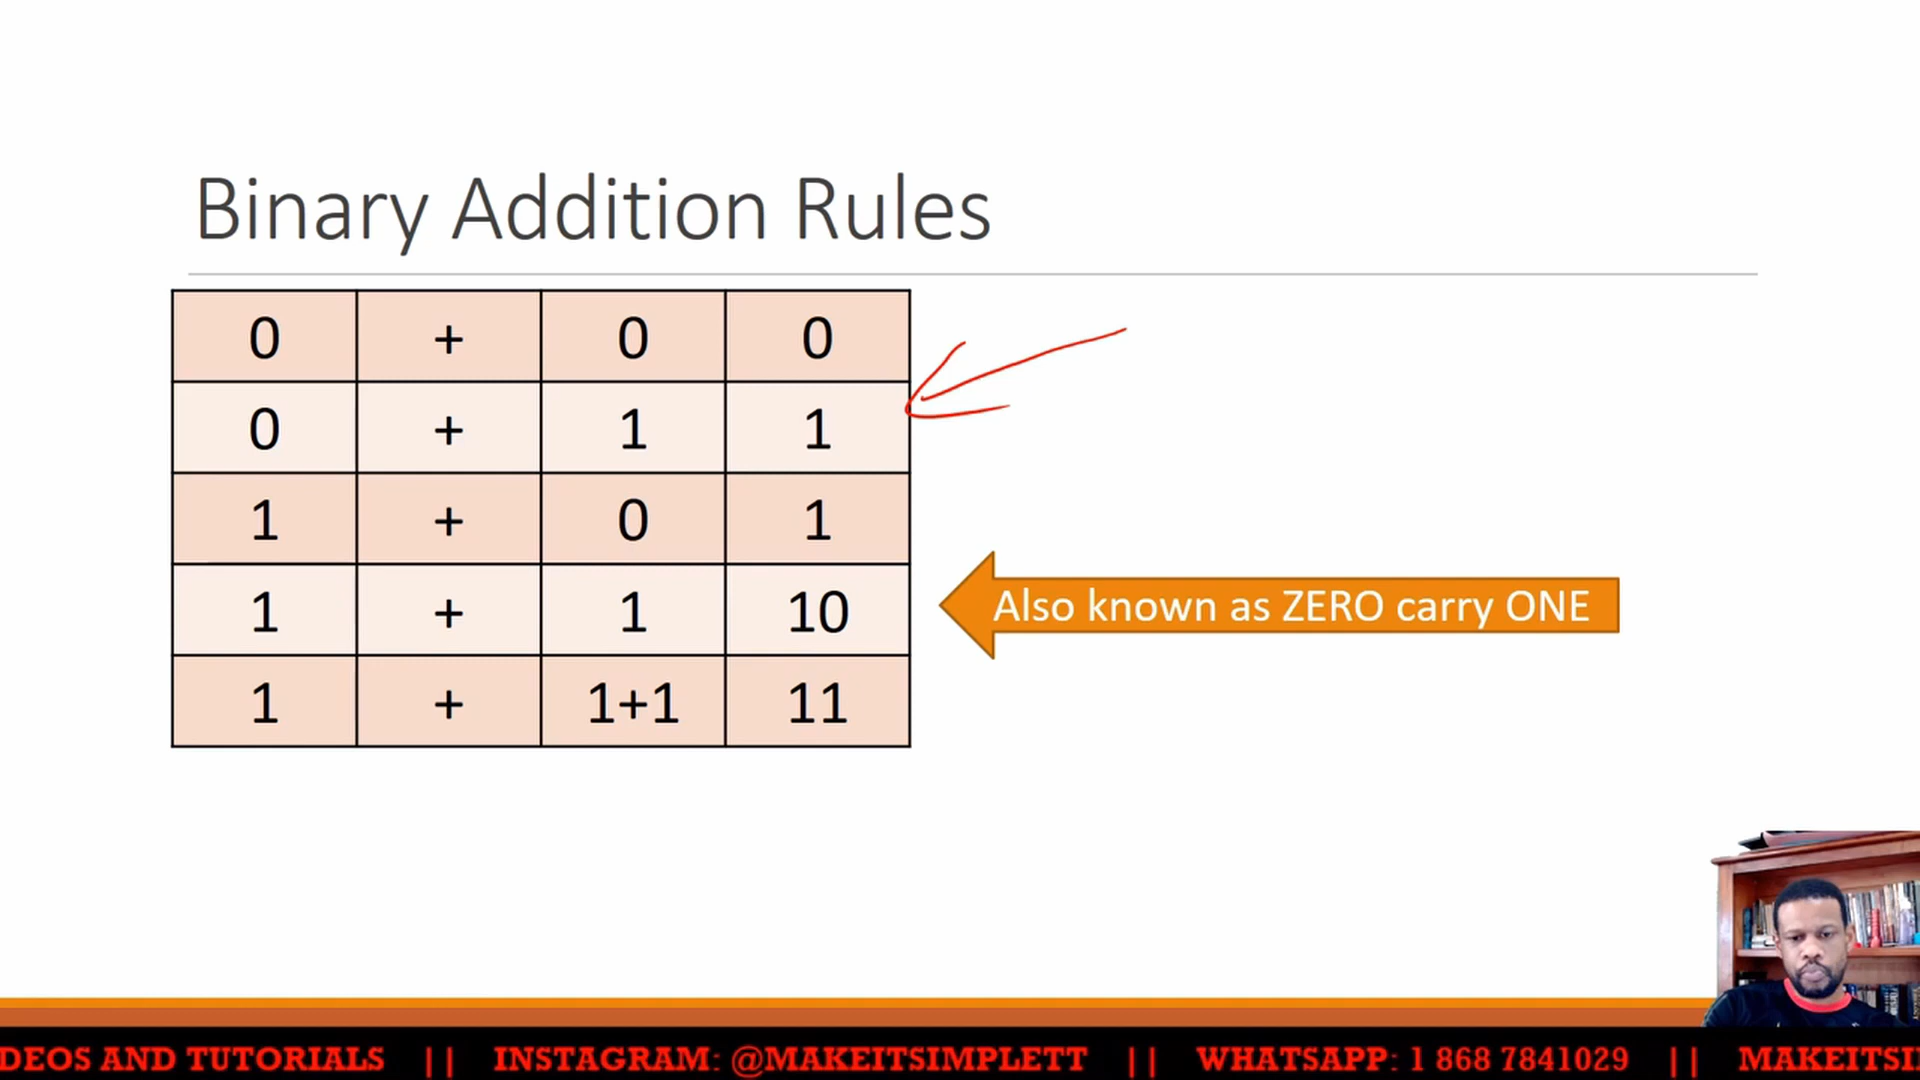 Binary Addition Rules
0 + 0 0
0 + 1 1
1 + 0 1
1 + 1 10
1 + 1+1 11
Also known as ZERO carry ONE
DEOS AND TUTORIALS || INSTAGRAM: @MAKEITSIMPLETT || WHATSAPP: 1 868 7841029 || MAKEITSI